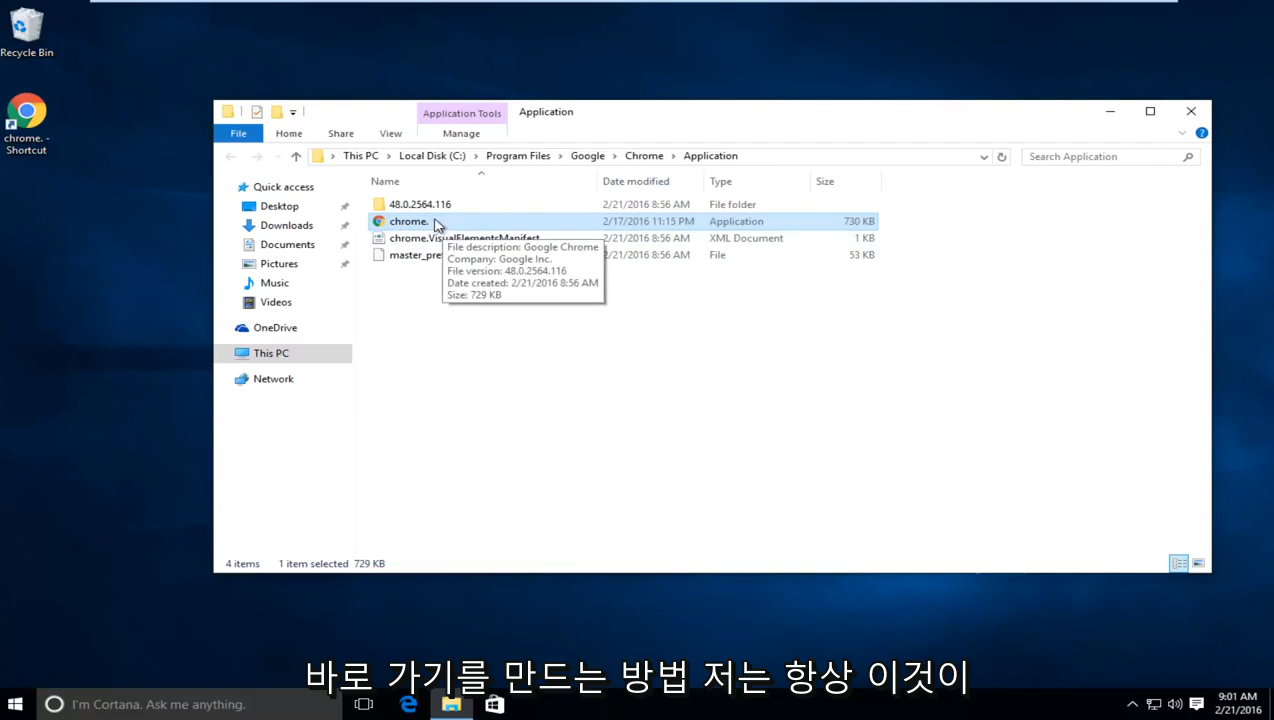 Recycle Bin
chrome. -
Shortcut
Application Tools
Application
File
Home
Share
View
Manage
This PC > Local Disk (C:) > Program Files > Google > Chrome > Application
Search Application
Name
Date modified
Type
Size
Quick access
Desktop
Downloads
Documents
Pictures
Music
Videos
OneDrive
This PC
Network
48.0.2564.116 2/21/2016 8:56 AM File folder
chrome. 2/17/2016 11:15 PM Application 730 KB
chrome.VisualElementsManifest 2/21/2016 8:56 AM XML Document 1 KB
master_pre 2/21/2016 8:56 AM File 53 KB
File description: Google Chrome
Company: Google Inc.
File version: 48.0.2564.116
Date created: 2/21/2016 8:56 AM
Size: 729 KB
4 items 1 item selected 729 KB
바로 가기를 만드는 방법 저는 항상 이것이
I'm Cortana. Ask me anything.
9:01 AM
2/21/2016